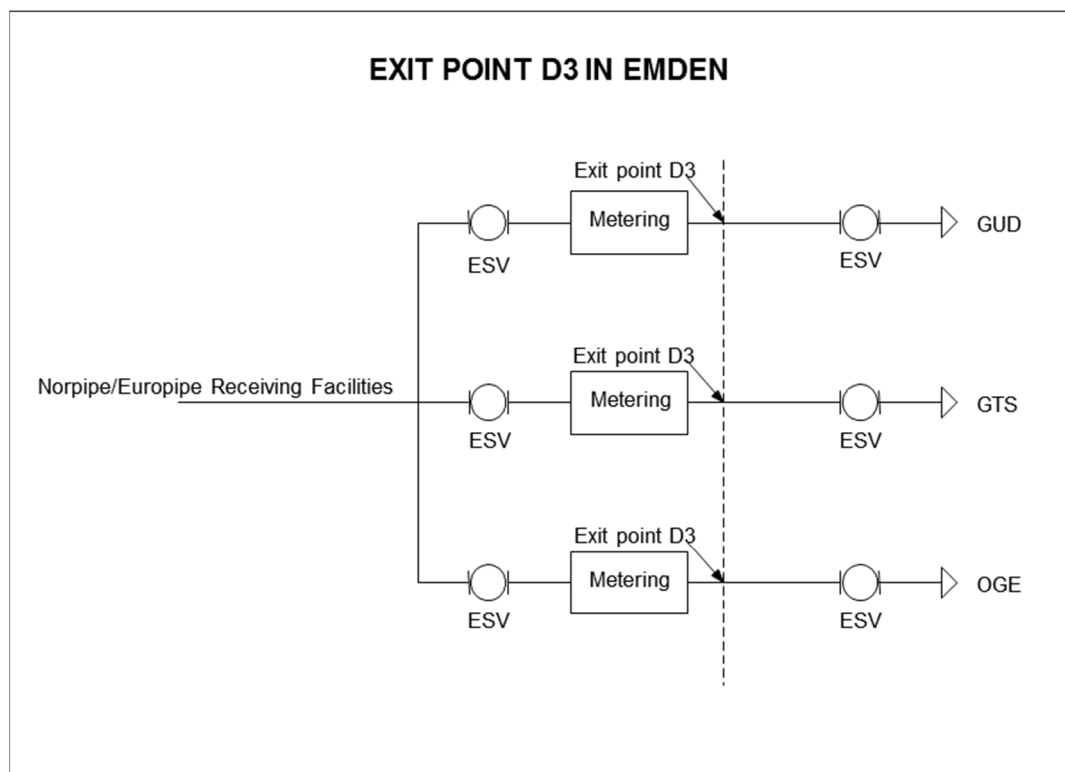 EXIT POINT D3 IN EMDEN
Exit point D3
Metering
ESV
ESV
GUD
Norpipe/Europipe Receiving Facilities
Exit point D3
Metering
ESV
ESV
GTS
Exit point D3
Metering
ESV
ESV
OGE